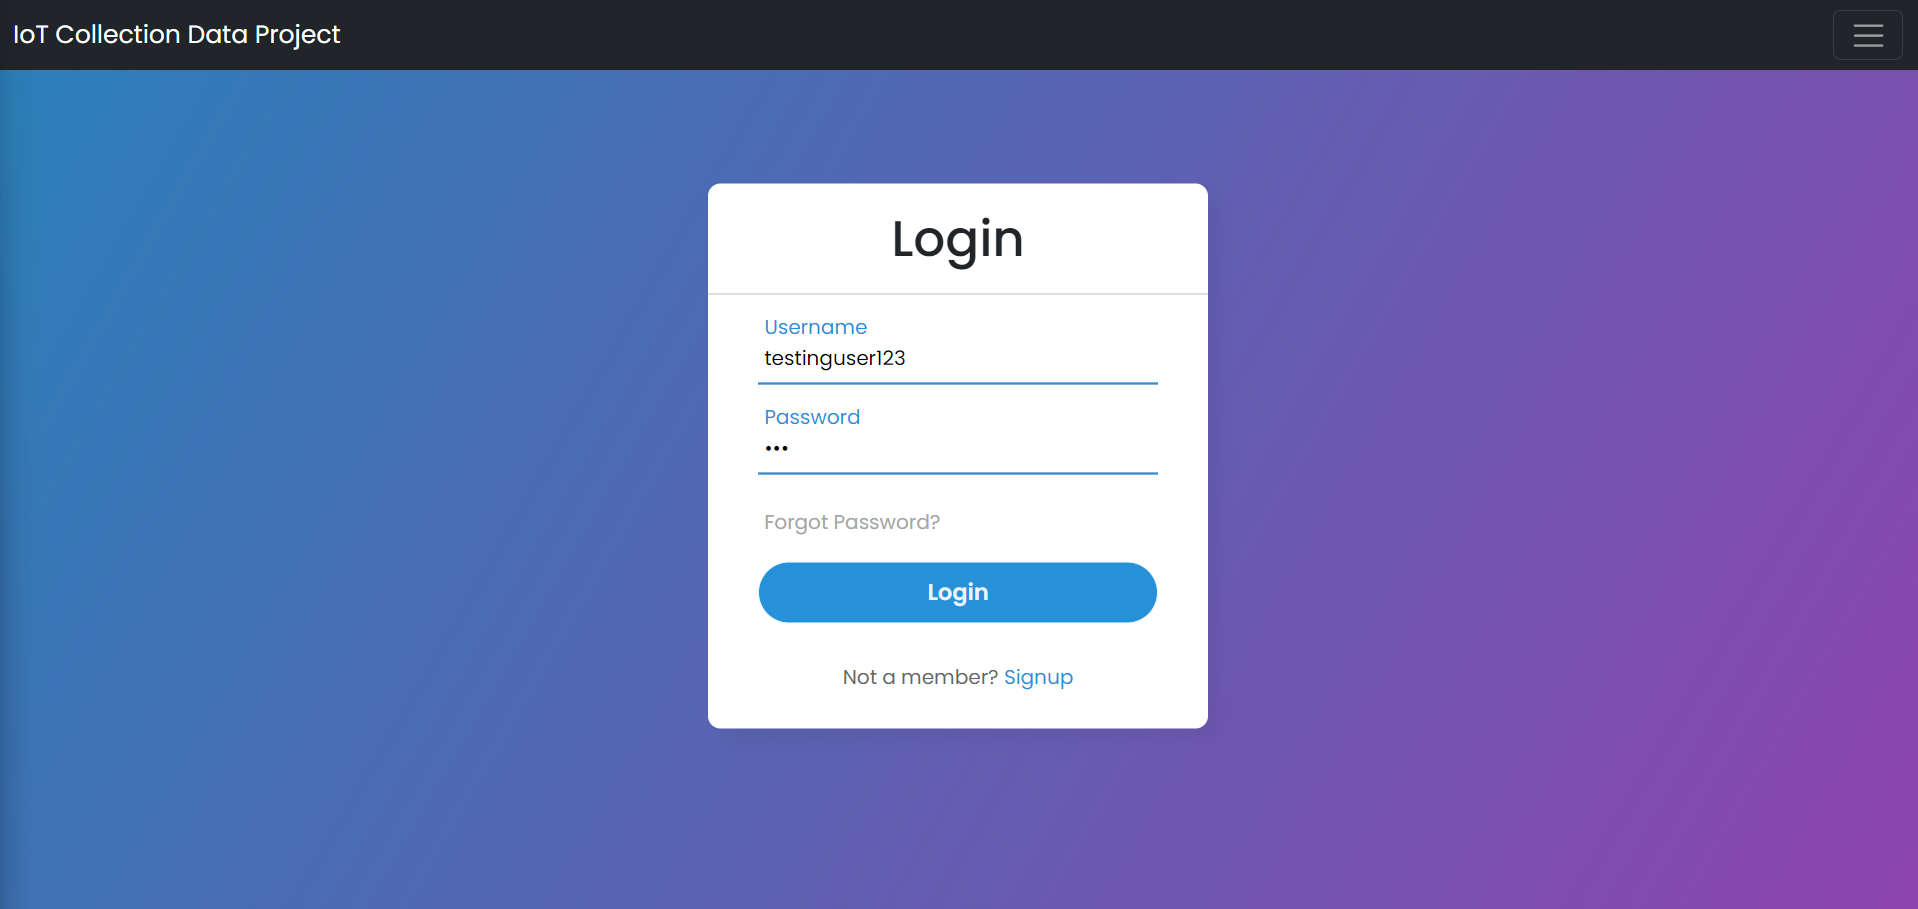 IoT Collection Data Project
Login
Username
testinguser123
Password
•••
Forgot Password?
Login
Not a member? Signup